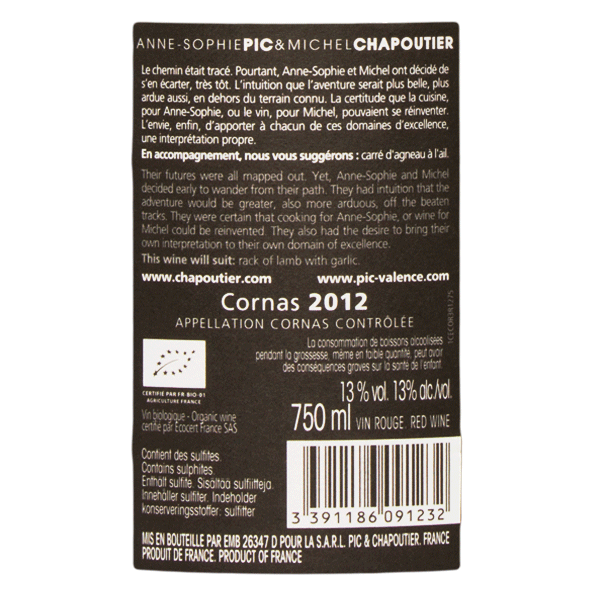 ANNE-SOPHIE PIC & MICHEL CHAPOUTIER
Le chemin était tracé. Pourtant, Anne-Sophie et Michel ont décidé de
s'en écarter, très tôt. L'intuition que l'aventure serait plus belle, plus
ardue aussi, en dehors du terrain connu. La certitude que la cuisine,
pour Anne-Sophie, ou le vin, pour Michel, pouvaient se réinventer.
L'envie, enfin, d'apporter à chacun de ces domaines d'excellence,
une interprétation propre.
En accompagnement, nous vous suggérons : carré d'agneau à l'ail.
Their futures were all mapped out. Yet, Anne-Sophie and Michel
decided early to wander from their path. They had intuition that the
adventure would be greater, also more arduous, off the beaten
tracks. They were certain that cooking for Anne-Sophie, or wine for
Michel could be reinvented. They also had the desire to bring their
own interpretation to their own domain of excellence.
This wine will suit: rack of lamb with garlic.
www.chapoutier.com www.pic-valence.com
Cornas 2012
APPELLATION CORNAS CONTRÔLÉE
La consommation de boissons alcoolisées
pendant la grossesse, même en faible quantité, peut avoir
des conséquences graves sur la santé de l'enfant.
CERTIFIÉ PAR FR BIO-01
AGRICULTURE FRANCE
13 % vol. 13% alc./vol.
750 ml VIN ROUGE. RED WINE
Vin biologique - Organic wine
certifié par Ecocert France SAS
Contient des sulfites.
Contains sulphites.
Enthält sulfite. Sisältöä sulfiitteja.
Innehåller sulfiter. Indeholder
konserveringsstoffer: sulfitter
3 391186 091232
MIS EN BOUTEILLE PAR EMB 26347 D POUR LA S.A.R.L. PIC & CHAPOUTIER. FRANCE
PRODUIT DE FRANCE. PRODUCT OF FRANCE